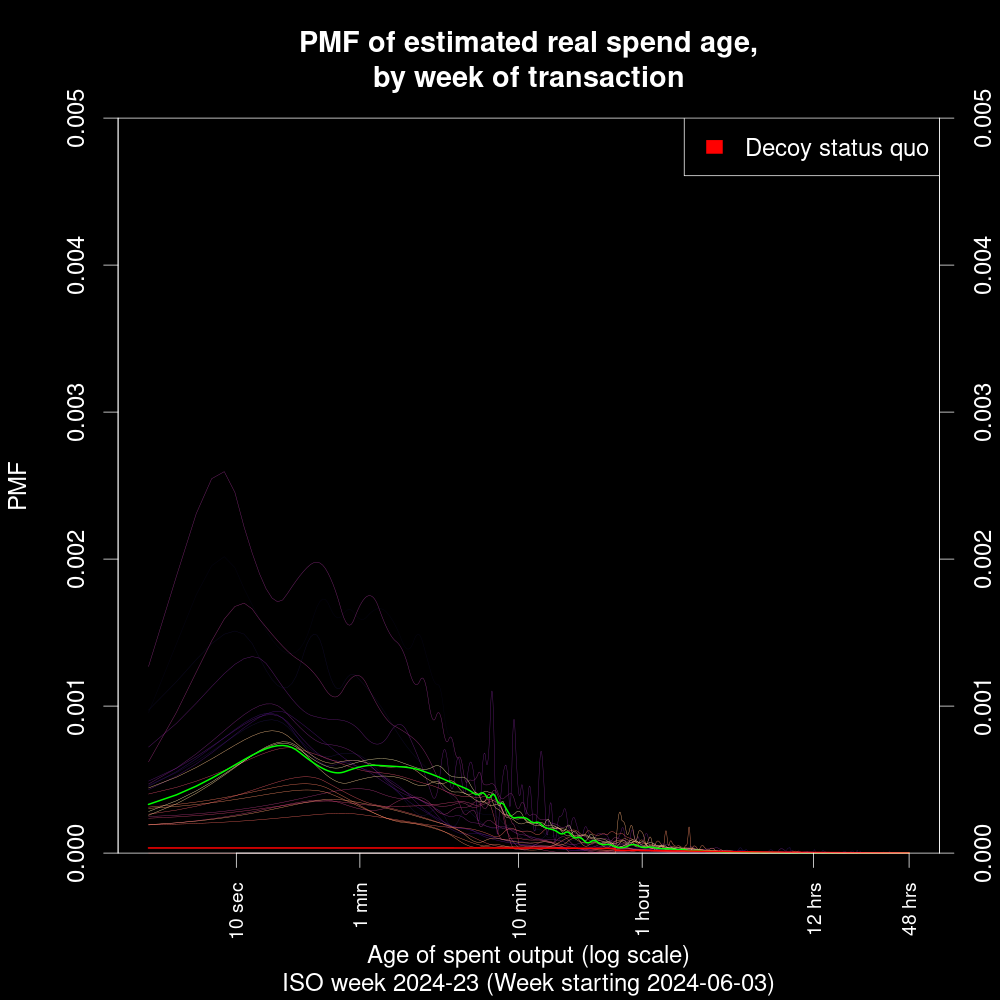 PMF of estimated real spend age,
by week of transaction
Decoy status quo
PMF
0.005
0.004
0.003
0.002
0.001
0.000
0.005
0.004
0.003
0.002
0.001
0.000
10 sec
1 min
10 min
1 hour
12 hrs
48 hrs
Age of spent output (log scale)
ISO week 2024-23 (Week starting 2024-06-03)